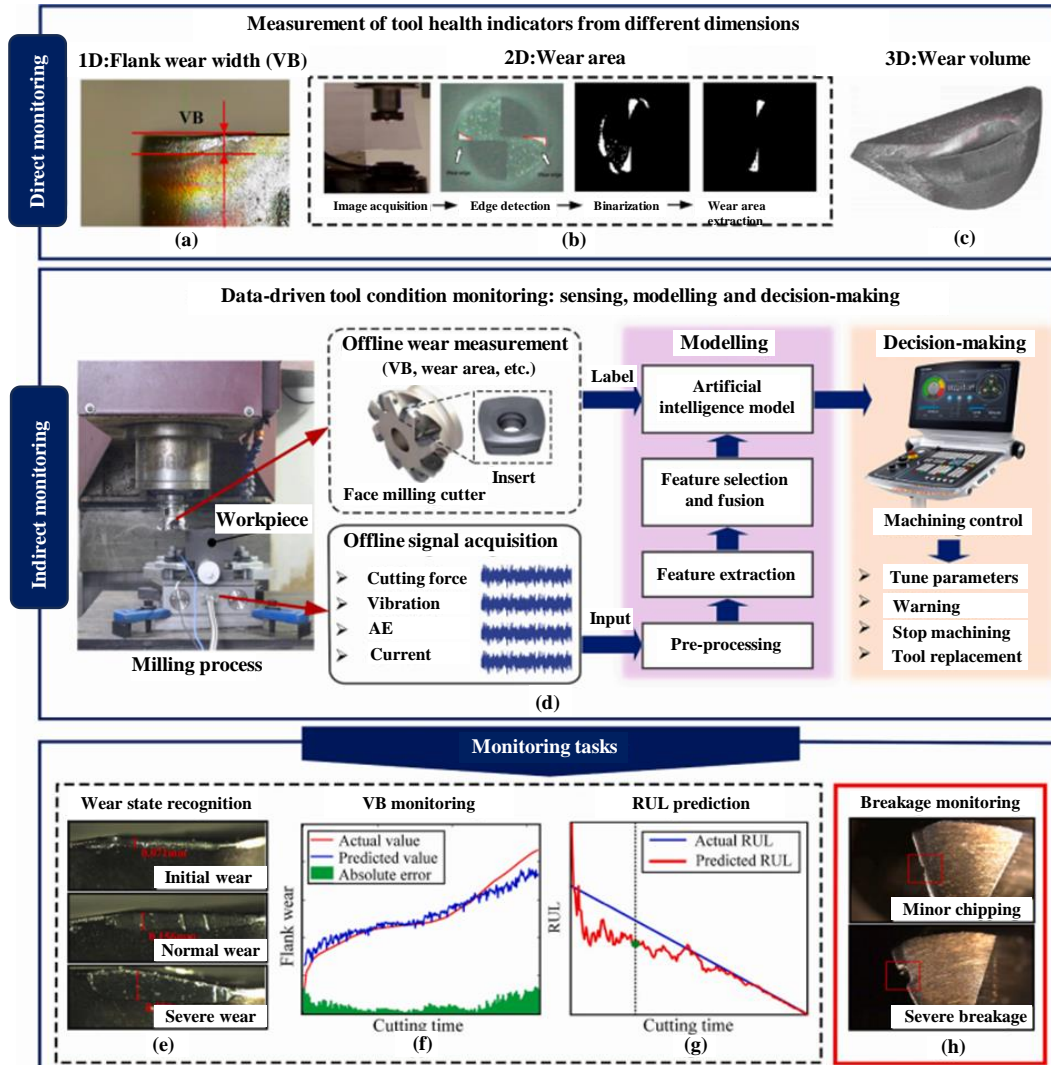 Measurement of tool health indicators from different dimensions
Direct monitoring
1D:Flank wear width (VB)
2D:Wear area
3D:Wear volume
VB
Image acquisition
Edge detection
Binarization
Wear area
extraction
(a)
(b)
(c)
Data-driven tool condition monitoring: sensing, modelling and decision-making
Indirect monitoring
Offline wear measurement
(VB, wear area, etc.)
Face milling cutter
Insert
Workpiece
Milling process
Offline signal acquisition
Cutting force
Vibration
AE
Current
Label
Input
Modelling
Artificial
intelligence model
Feature selection
and fusion
Feature extraction
Pre-processing
Decision-making
Machining control
Tune parameters
Warning
Stop machining
Tool replacement
(d)
Monitoring tasks
Wear state recognition
Initial wear
Normal wear
Severe wear
(e)
VB monitoring
Actual value
Predicted value
Absolute error
Flank wear
Cutting time
(f)
RUL prediction
Actual RUL
Predicted RUL
RUL
Cutting time
(g)
Breakage monitoring
Minor chipping
Severe breakage
(h)